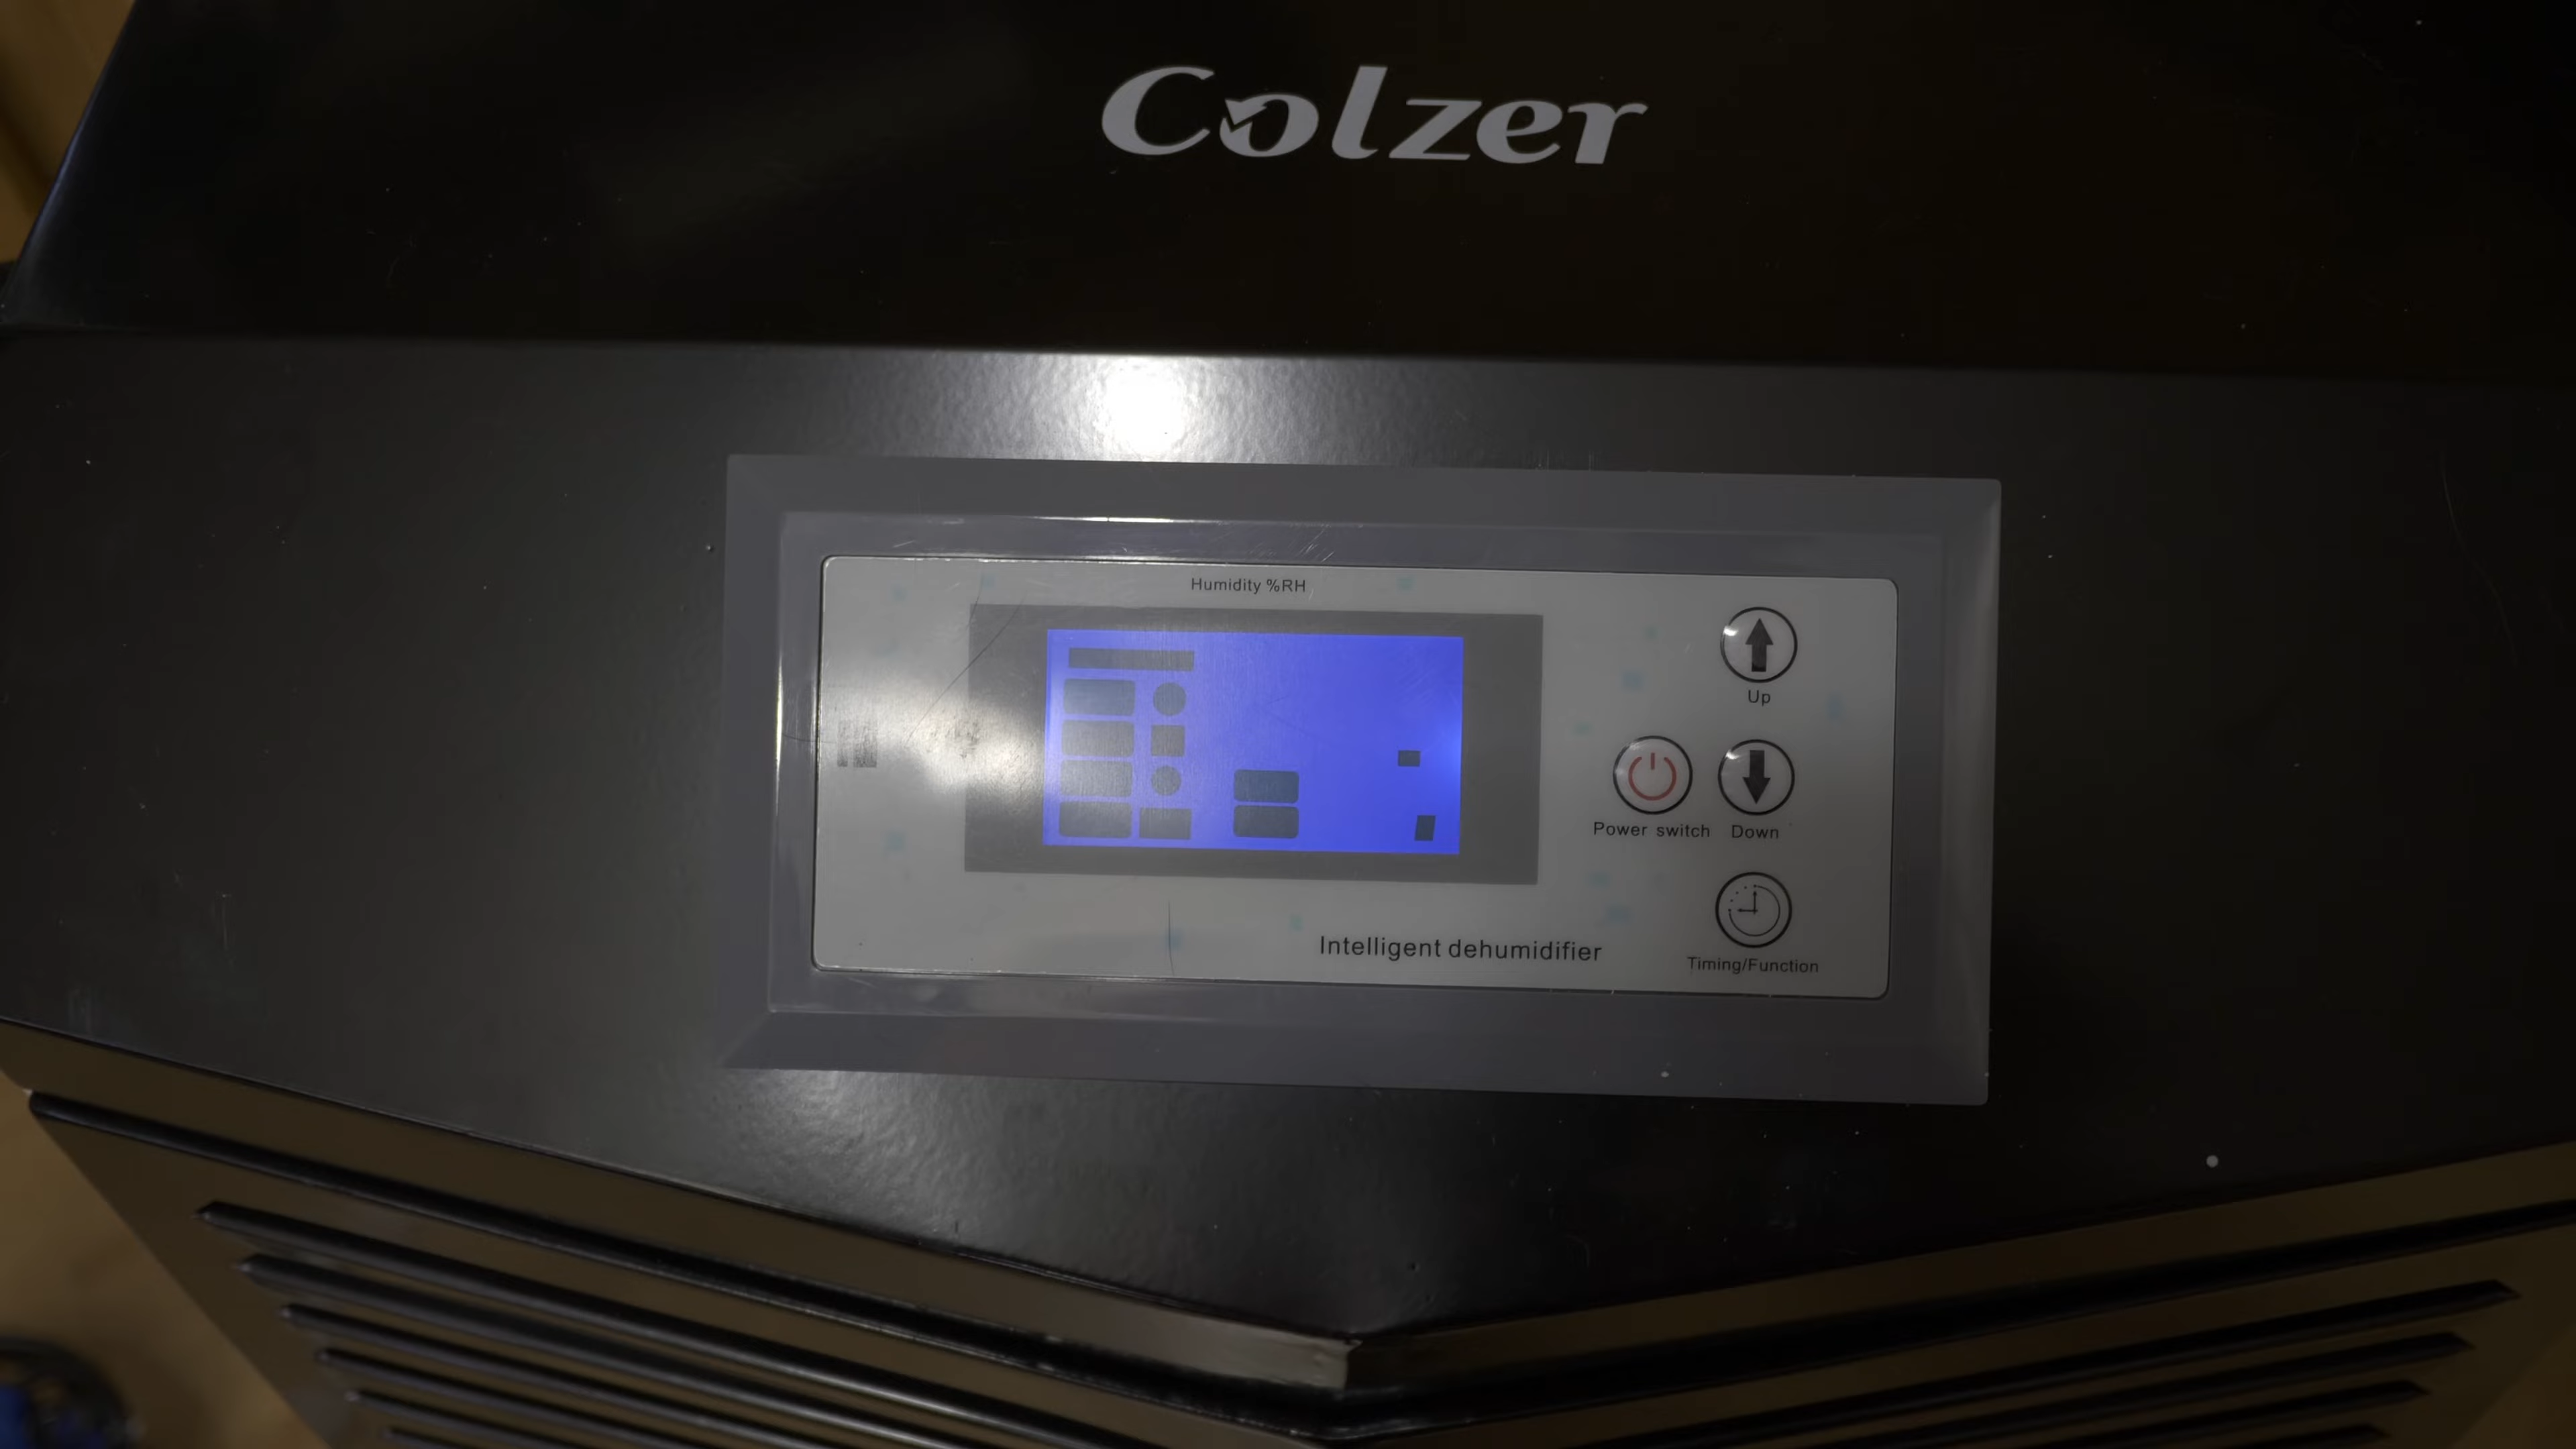 Colzer
Humidity %RH
Up
Power switch
Down
Intelligent dehumidifier
Timing/Function